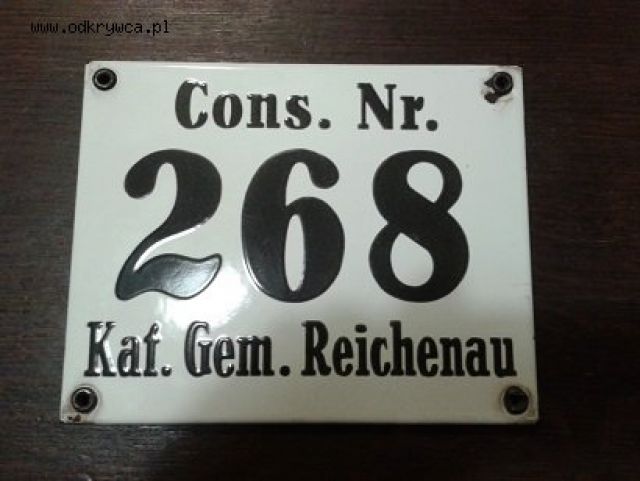 www.odkrywca.pl
Cons. Nr.
268
Kat. Gem. Reichenau